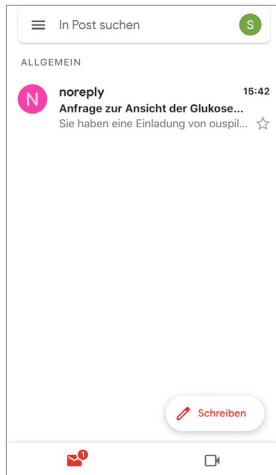 In Post suchen
S
ALLGEMEIN
N
noreply 15:42
Anfrage zur Ansicht der Glukose...
Sie haben eine Einladung von ouspil...
Schreiben
1